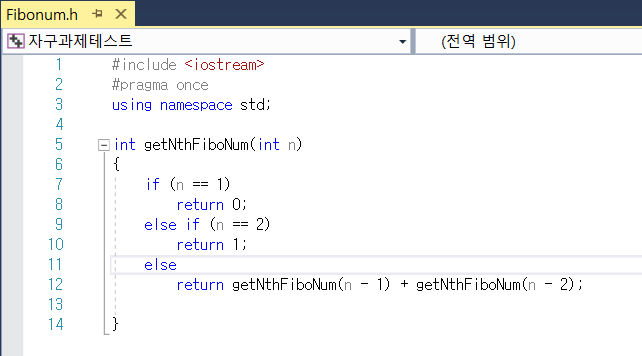 Fibonum.h
자구과제테스트
(전역 범위)
1 #include <iostream>
2 #pragma once
3 using namespace std;
4
5 int getNthFiboNum(int n)
6 {
7 if (n == 1)
8 return 0;
9 else if (n == 2)
10 return 1;
11 else
12 return getNthFiboNum(n - 1) + getNthFiboNum(n - 2);
13
14 }